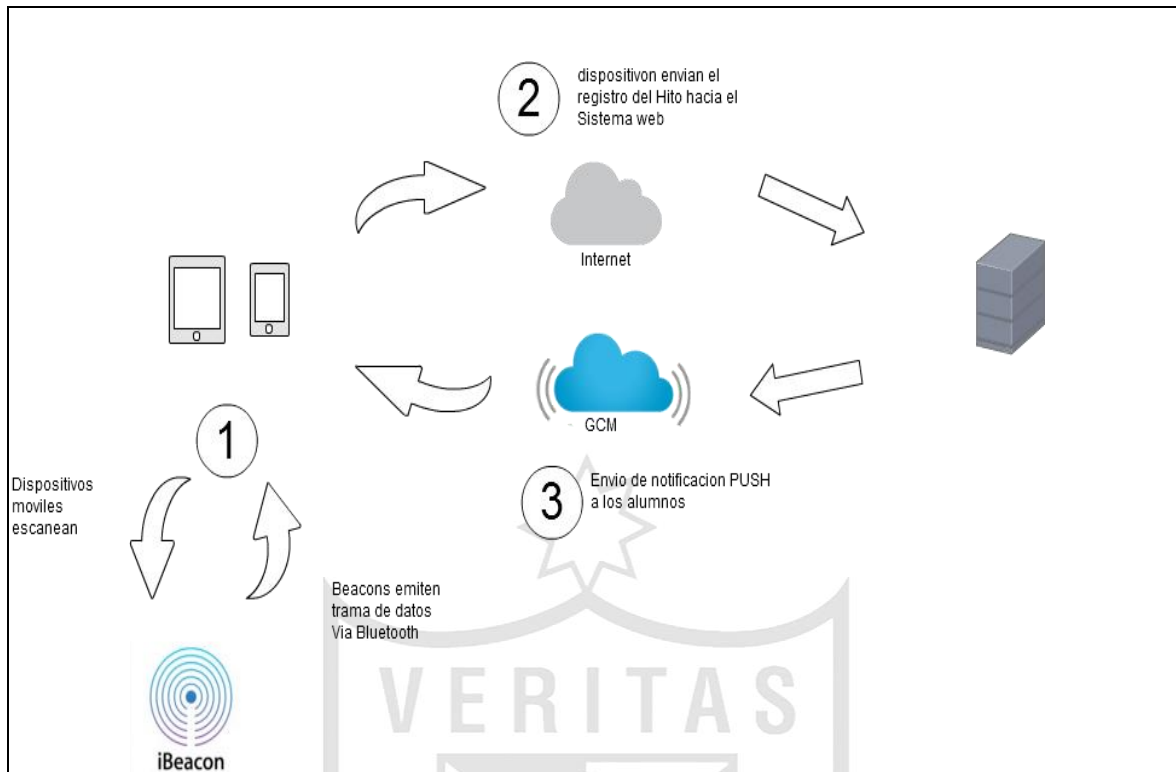 2
dispositivon envian el
registro del Hito hacia el
Sistema web
Internet
GCM
1
Dispositivos
moviles
escanean
3
Envio de notificacion PUSH
a los alumnos
Beacons emiten
trama de datos
Via Bluetooth
iBeacon
VERITAS